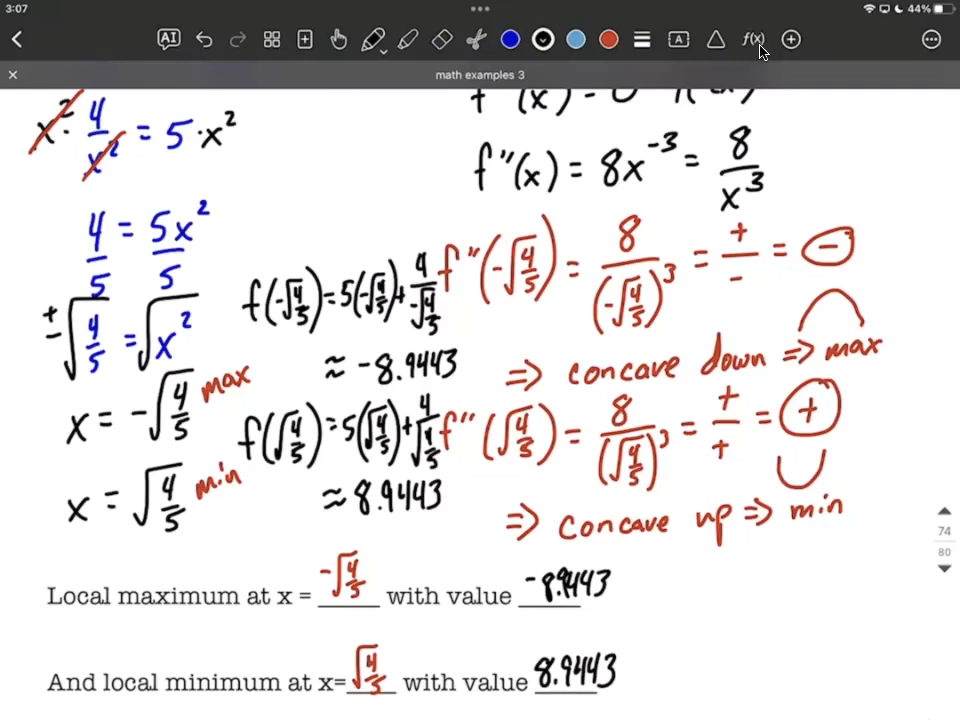 3:07
44%
AI
A
f(x)
math examples 3
x²· 4/x² = 5·x²
4/5 = 5x²/5
±√(4/5) = √x²
x = -√(4/5) max
x = √(4/5) min
f(-√(4/5)) = 5(-√(4/5)) + 4/-√(4/5)
≈ -8.9443
f(√(4/5)) = 5(√(4/5)) + 4/√(4/5)
≈ 8.9443
f"(x) = 8x⁻³ = 8/x³
f"(-√(4/5)) = 8/(-√(4/5))³ = +/- = -
⇒ concave down ⇒ max
f"(√(4/5)) = 8/(√(4/5))³ = +/+ = +
⇒ concave up ⇒ min
74
80
Local maximum at x = -√(4/5) with value -8.9443
And local minimum at x= √(4/5) with value 8.9443